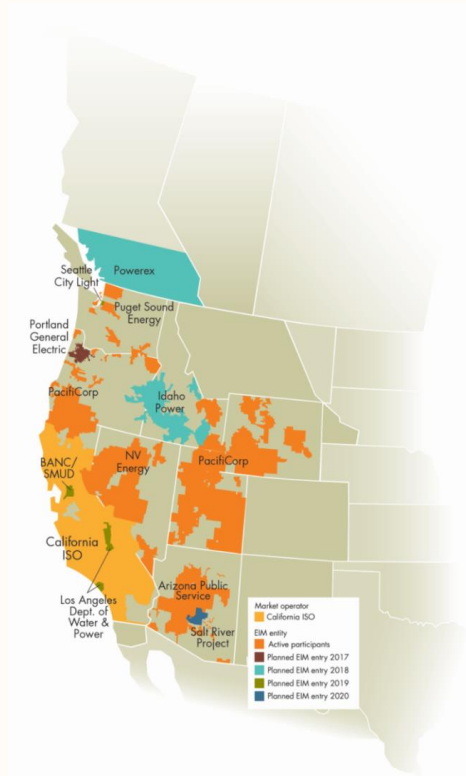 Powerex
Seattle
City Light
Puget Sound
Energy
Portland
General
Electric
PacifiCorp
Idaho
Power
BANC/
SMUD
NV
Energy
PacifiCorp
California
ISO
Los Angeles
Dept. of
Water &
Power
Arizona Public
Service
Salt River
Project
Market operator
California ISO
EIM entity
Active participants
Planned EIM entry 2017
Planned EIM entry 2018
Planned EIM entry 2019
Planned EIM entry 2020